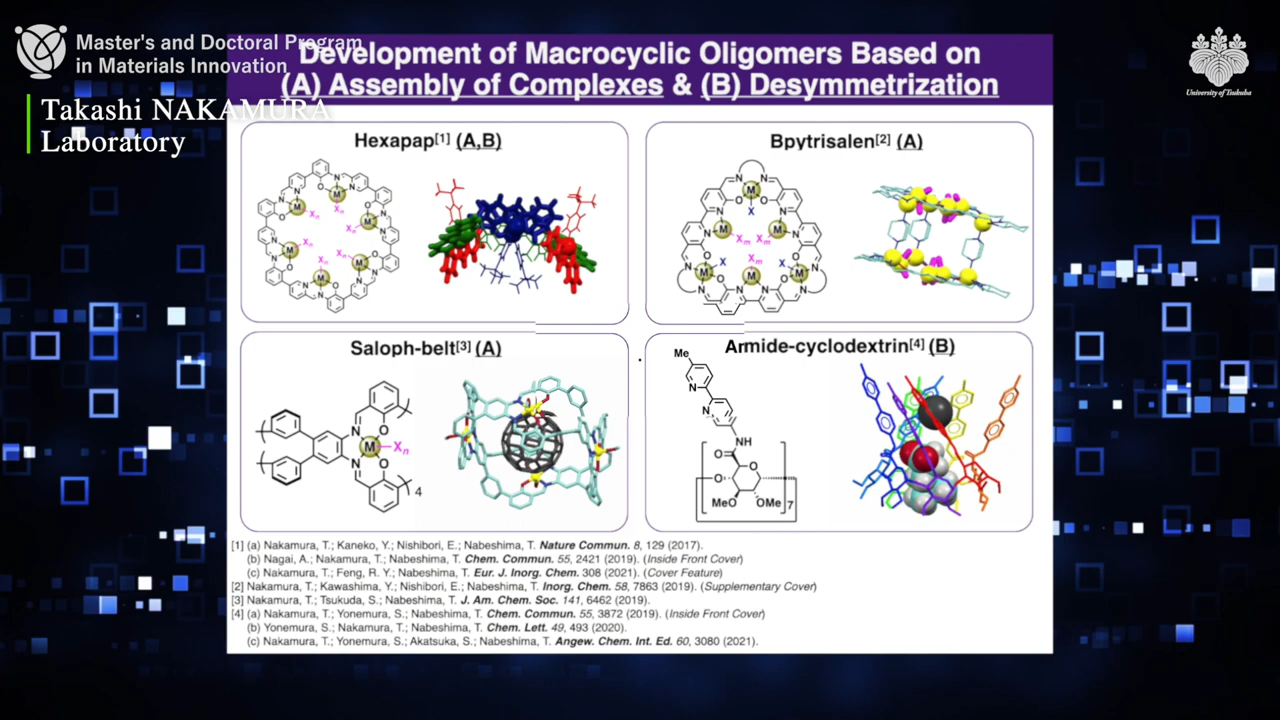 Master's and Doctoral Program
in Materials Innovation
Takashi NAKAMURA
Laboratory
University of Tsukuba
Development of Macrocyclic Oligomers Based on
(A) Assembly of Complexes & (B) Desymmetrization
Hexapap[1] (A,B)
Bpytrisalen[2] (A)
Saloph-belt[3] (A)
Armide-cyclodextrin[4] (B)
Me
N
N
NH
O
O
O
MeO
OMe
7
N
O
M
Xn
N
O
4
[1] (a) Nakamura, T.; Kaneko, Y.; Nishibori, E.; Nabeshima, T. Nature Commun. 8, 129 (2017).
(b) Nagai, A.; Nakamura, T.; Nabeshima, T. Chem. Commun. 55, 2421 (2019). (Inside Front Cover)
(c) Nakamura, T.; Feng, R. Y.; Nabeshima, T. Eur. J. Inorg. Chem. 308 (2021). (Cover Feature)
[2] Nakamura, T.; Kawashima, Y.; Nishibori, E.; Nabeshima, T. Inorg. Chem. 58, 7863 (2019). (Supplementary Cover)
[3] Nakamura, T.; Tsukuda, S.; Nabeshima, T. J. Am. Chem. Soc. 141, 6462 (2019).
[4] (a) Nakamura, T.; Yonemura, S.; Nabeshima, T. Chem. Commun. 55, 3872 (2019). (Inside Front Cover)
(b) Yonemura, S.; Nakamura, T.; Nabeshima, T. Chem. Lett. 49, 493 (2020).
(c) Nakamura, T.; Yonemura, S.; Akatsuka, S.; Nabeshima, T. Angew. Chem. Int. Ed. 60, 3080 (2021).